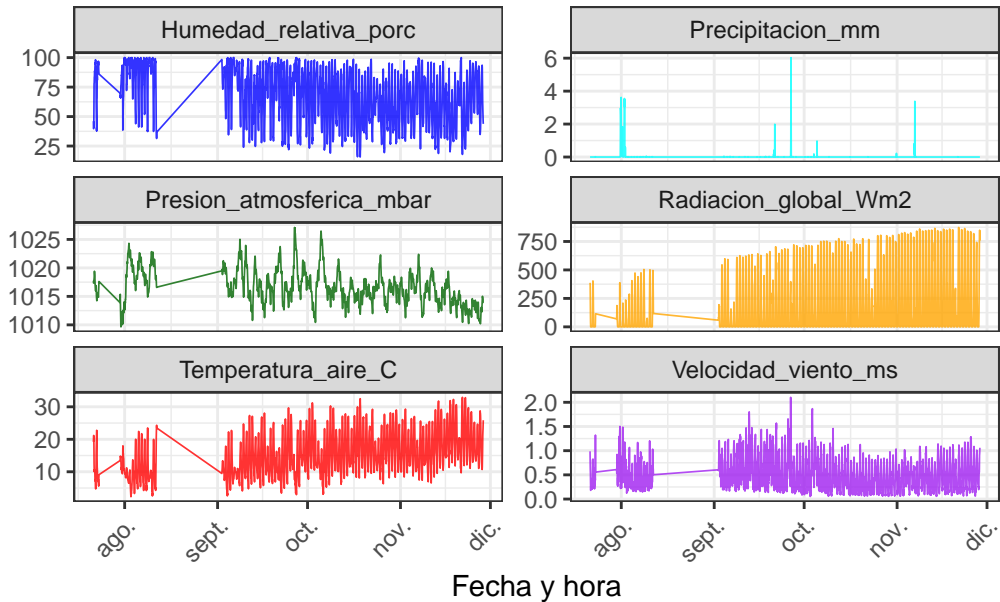 Humedad_relativa_porc
Precipitacion_mm
100
75
50
25
6
4
2
0
Presion_atmosferica_mbar
Radiacion_global_Wm2
1025
1020
1015
1010
750
500
250
0
Temperatura_aire_C
Velocidad_viento_ms
30
20
10
2.0
1.5
1.0
0.5
0.0
ago.
sept.
oct.
nov.
dic.
ago.
sept.
oct.
nov.
dic.
Fecha y hora